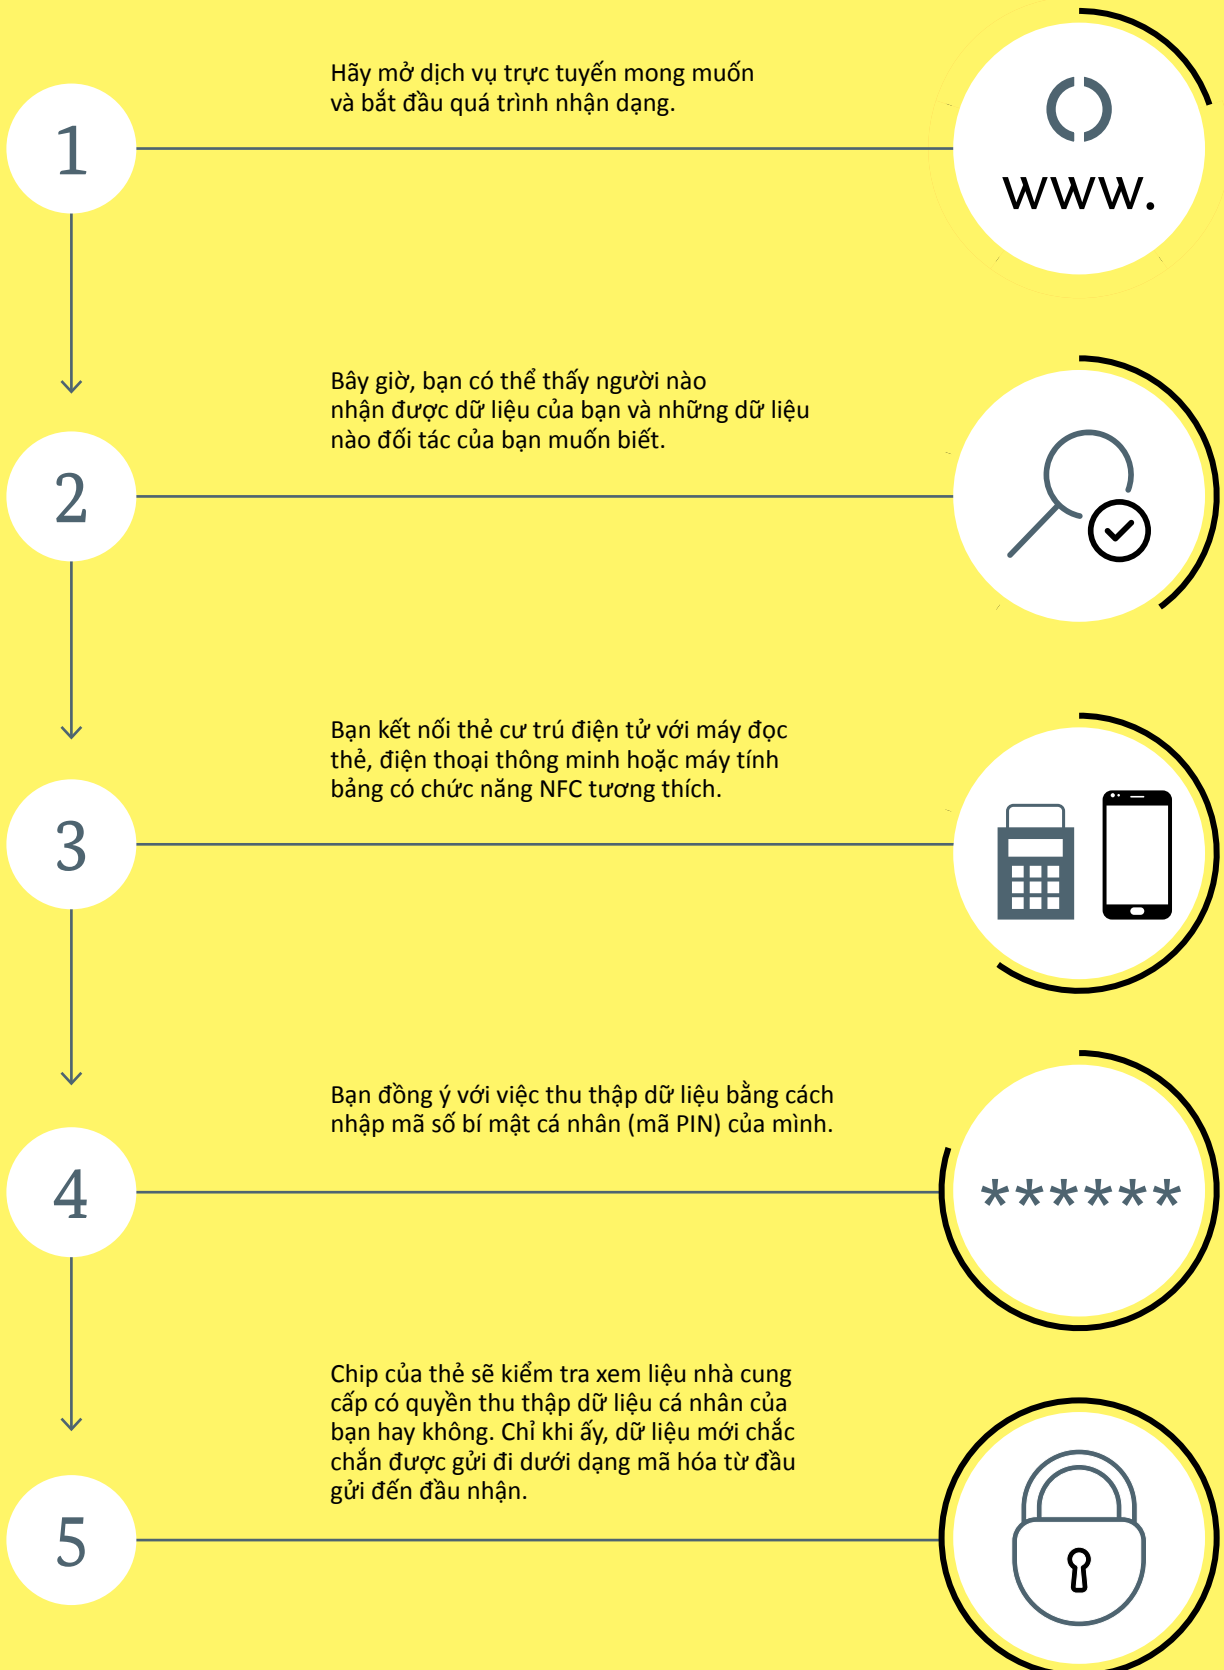 Hãy mở dịch vụ trực tuyến mong muốn
và bắt đầu quá trình nhận dạng.
1
www.
Bây giờ, bạn có thể thấy người nào
nhận được dữ liệu của bạn và những dữ liệu
nào đối tác của bạn muốn biết.
2
Bạn kết nối thẻ cư trú điện tử với máy đọc
thẻ, điện thoại thông minh hoặc máy tính
bảng có chức năng NFC tương thích.
3
Bạn đồng ý với việc thu thập dữ liệu bằng cách
nhập mã số bí mật cá nhân (mã PIN) của mình.
4
******
Chip của thẻ sẽ kiểm tra xem liệu nhà cung
cấp có quyền thu thập dữ liệu cá nhân của
bạn hay không. Chỉ khi ấy, dữ liệu mới chắc
chắn được gửi đi dưới dạng mã hóa từ đầu
gửi đến đầu nhận.
5